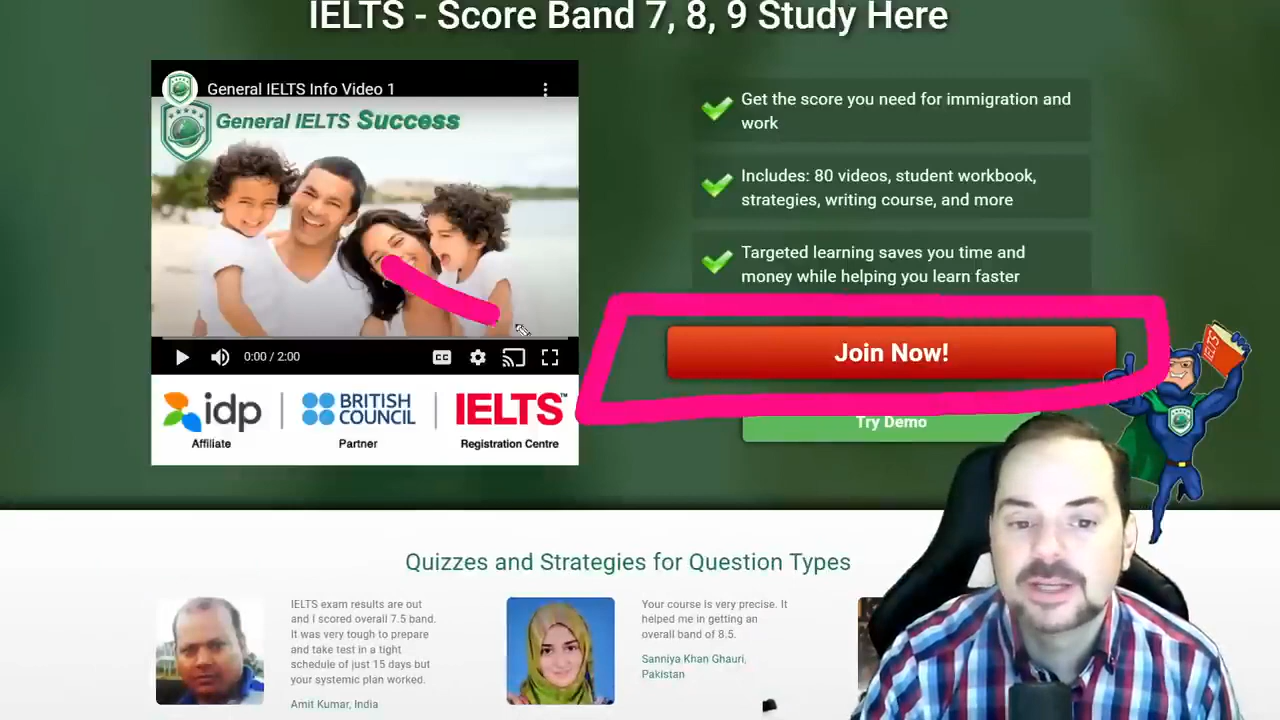 IELTS - Score Band 7, 8, 9 Study Here
General IELTS Info Video 1
General IELTS Success
0:00 / 2:00
CC
idp
Affiliate
BRITISH
COUNCIL
Partner
IELTS™
Registration Centre
Get the score you need for immigration and
work
Includes: 80 videos, student workbook,
strategies, writing course, and more
Targeted learning saves you time and
money while helping you learn faster
Join Now!
Try Demo
IELTS
Quizzes and Strategies for Question Types
IELTS exam results are out
and I scored overall 7.5 band.
It was very tough to prepare
and take test in a tight
schedule of just 15 days but
your systemic plan worked.
Amit Kumar, India
Your course is very precise. It
helped me in getting an
overall band of 8.5.
Sanniya Khan Ghauri,
Pakistan